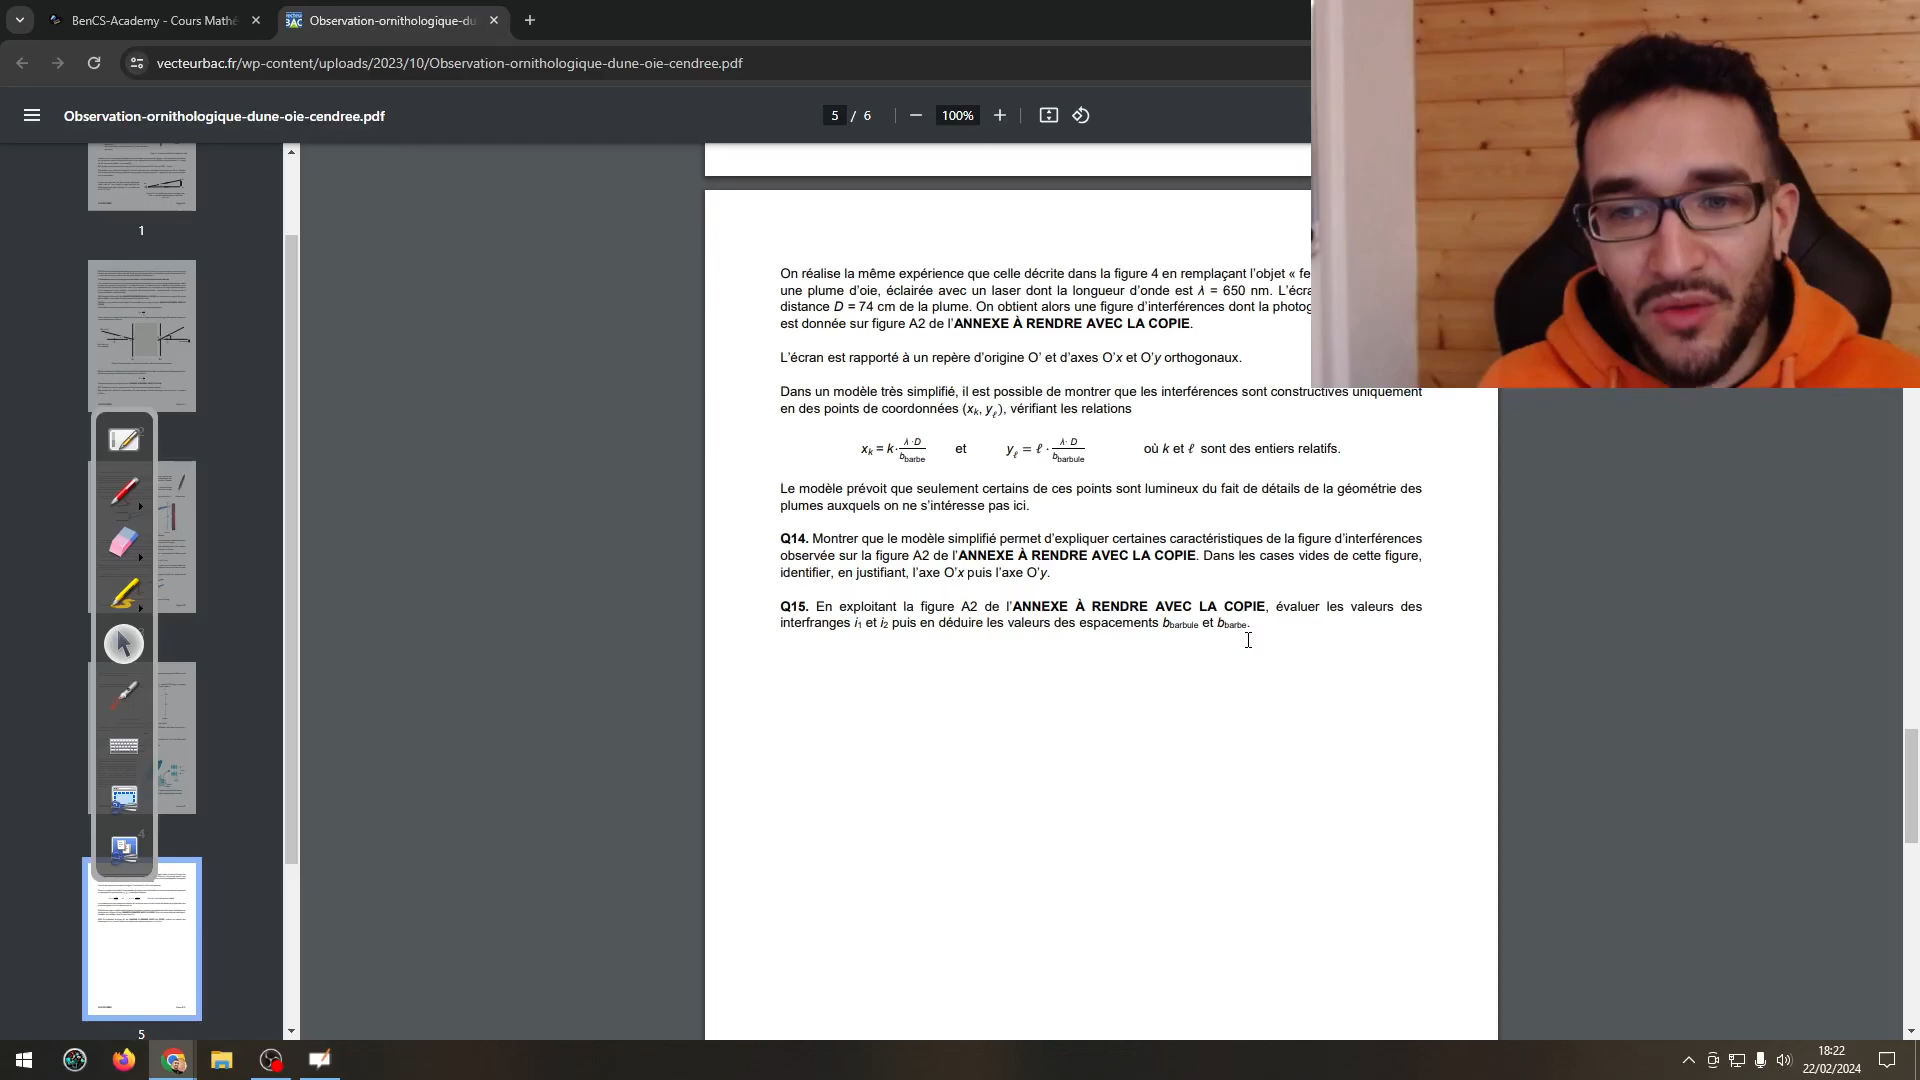 BenCS-Academy - Cours Mathé
Observation-ornithologique-du
vecteurbac.fr/wp-content/uploads/2023/10/Observation-ornithologique-dune-oie-cendree.pdf
Observation-ornithologique-dune-oie-cendree.pdf
5 / 6
100%
1
On réalise la même expérience que celle décrite dans la figure 4 en remplaçant l'objet « fe
une plume d'oie, éclairée avec un laser dont la longueur d'onde est λ = 650 nm. L'écra
distance D = 74 cm de la plume. On obtient alors une figure d'interférences dont la photog
est donnée sur figure A2 de l'ANNEXE À RENDRE AVEC LA COPIE.
L'écran est rapporté à un repère d'origine O' et d'axes O'x et O'y orthogonaux.
Dans un modèle très simplifié, il est possible de montrer que les interférences sont constructives uniquement
en des points de coordonnées (xk, yℓ), vérifiant les relations
xk = k·λ·D/bbarbe et yℓ = ℓ·λ·D/bbarbule où k et ℓ sont des entiers relatifs.
Le modèle prévoit que seulement certains de ces points sont lumineux du fait de détails de la géométrie des
plumes auxquels on ne s'intéresse pas ici.
Q14. Montrer que le modèle simplifié permet d'expliquer certaines caractéristiques de la figure d'interférences
observée sur la figure A2 de l'ANNEXE À RENDRE AVEC LA COPIE. Dans les cases vides de cette figure,
identifier, en justifiant, l'axe O'x puis l'axe O'y.
Q15. En exploitant la figure A2 de l'ANNEXE À RENDRE AVEC LA COPIE, évaluer les valeurs des
interfranges i1 et i2 puis en déduire les valeurs des espacements bbarbule et bbarbe.
2
4
5
18:22
22/02/2024